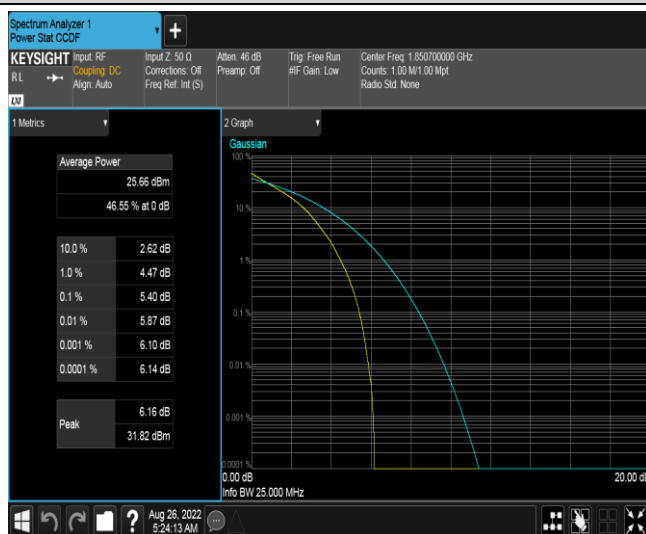 Spectrum Analyzer 1
Power Stat CCDF
KEYSIGHT
RL
LXI
Input: RF
Coupling: DC
Align: Auto
Input Z: 50 Ω
Corrections: Off
Freq Ref: Int (S)
Atten: 46 dB
Preamp: Off
Trig: Free Run
#IF Gain: Low
Center Freq: 1.850700000 GHz
Counts: 1.00 M/1.00 Mpt
Radio Std: None
1 Metrics
Average Power
25.66 dBm
46.55 % at 0 dB
10.0 % 2.62 dB
1.0 % 4.47 dB
0.1 % 5.40 dB
0.01 % 5.87 dB
0.001 % 6.10 dB
0.0001 % 6.14 dB
Peak
6.16 dB
31.82 dBm
2 Graph
Gaussian
100 %
10 %
1 %
0.1 %
0.01 %
0.001 %
0.0001 %
0.00 dB
20.00 dB
Info BW 25.000 MHz
?
Aug 26, 2022
5:24:13 AM